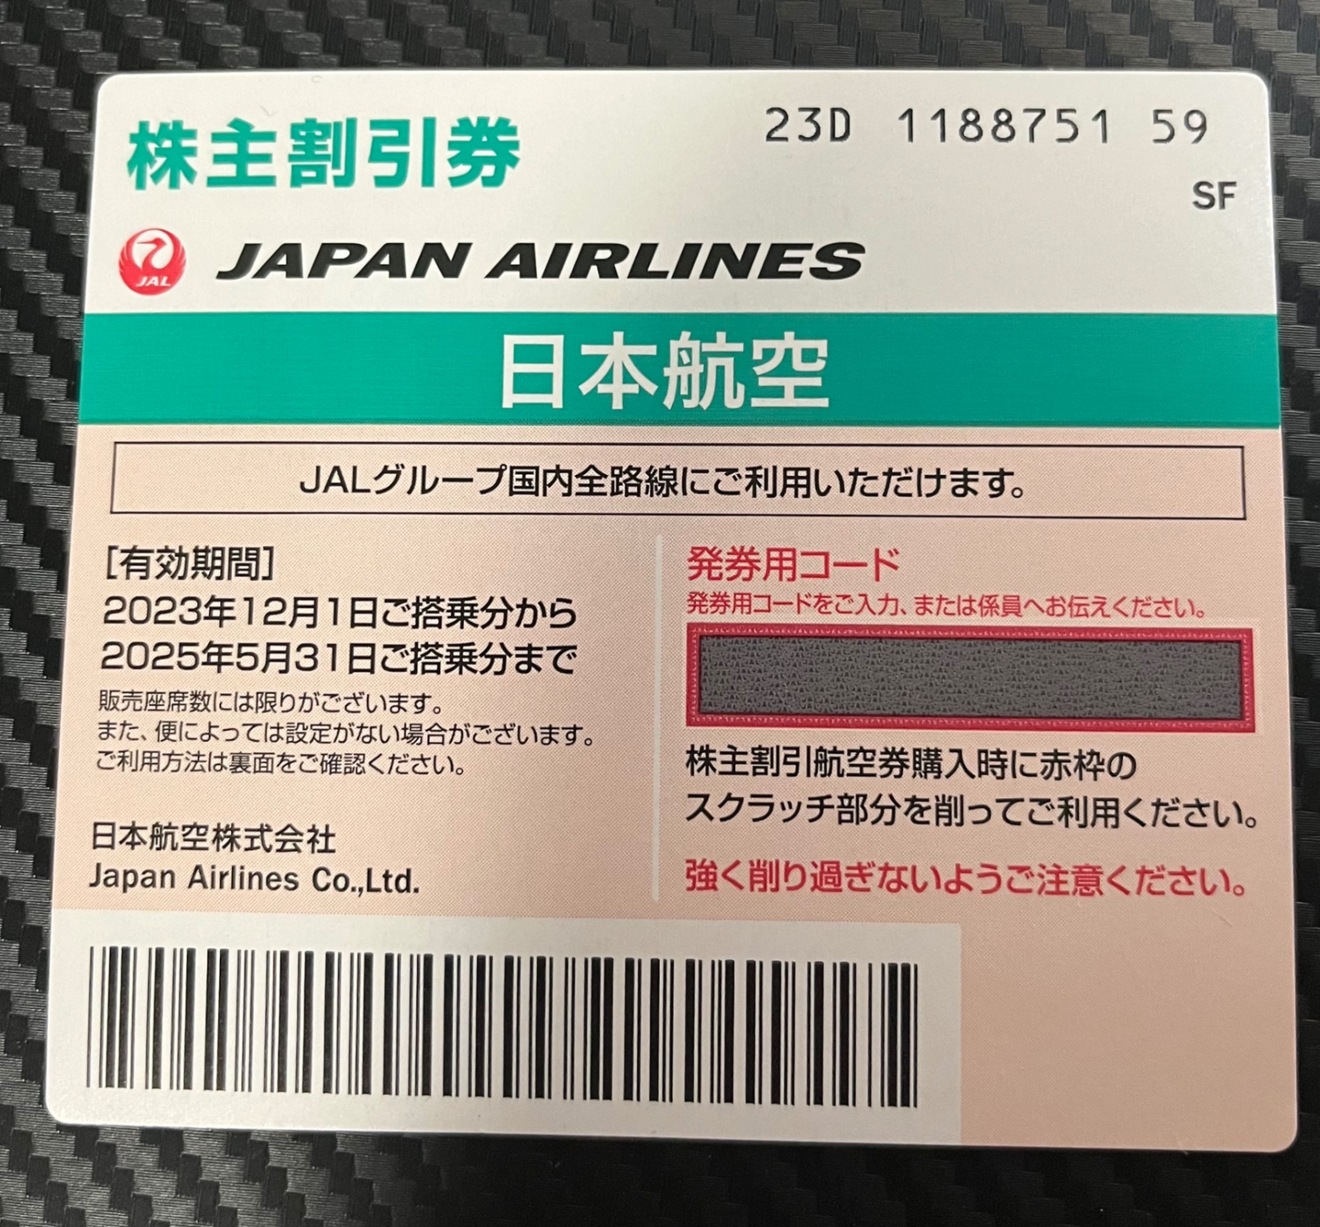 株主割引券
23D 1188751 59
SF
JAL
JAPAN AIRLINES
日本航空
JALグループ国内全路線にご利用いただけます。
[有効期間]
2023年12月1日ご搭乗分から
2025年5月31日ご搭乗分まで
販売座席数には限りがございます。
また、便によっては設定がない場合がございます。
ご利用方法は裏面をご確認ください。
日本航空株式会社
Japan Airlines Co.,Ltd.
発券用コード
発券用コードをご入力、または係員へお伝えください。
株主割引航空券購入時に赤枠の
スクラッチ部分を削ってご利用ください。
強く削り過ぎないようご注意ください。